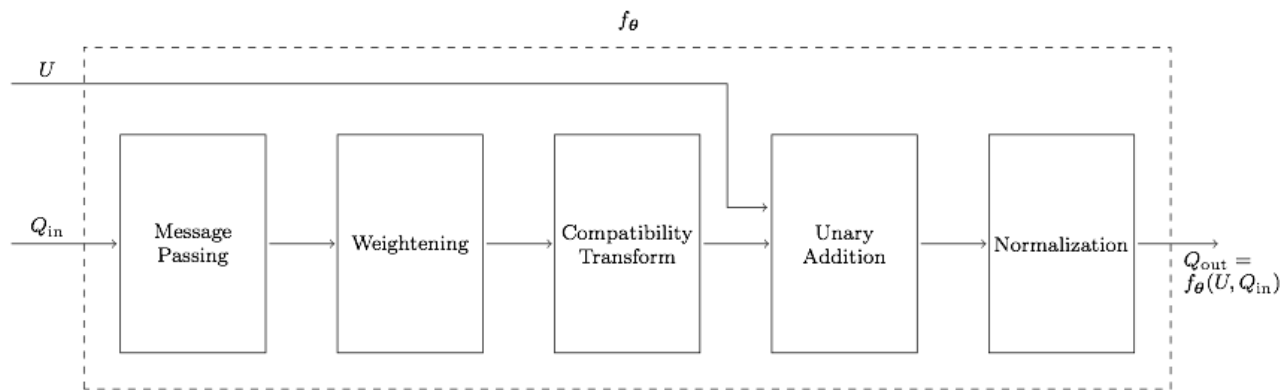 f_θ
U
Q_in
Message
Passing
Weightening
Compatibility
Transform
Unary
Addition
Normalization
Q_out =
f_θ(U, Q_in)